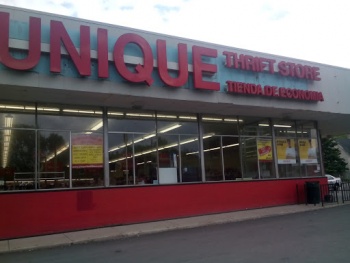 UNIQUE
THRIFT STORE
TIENDA DE ECONOMIA